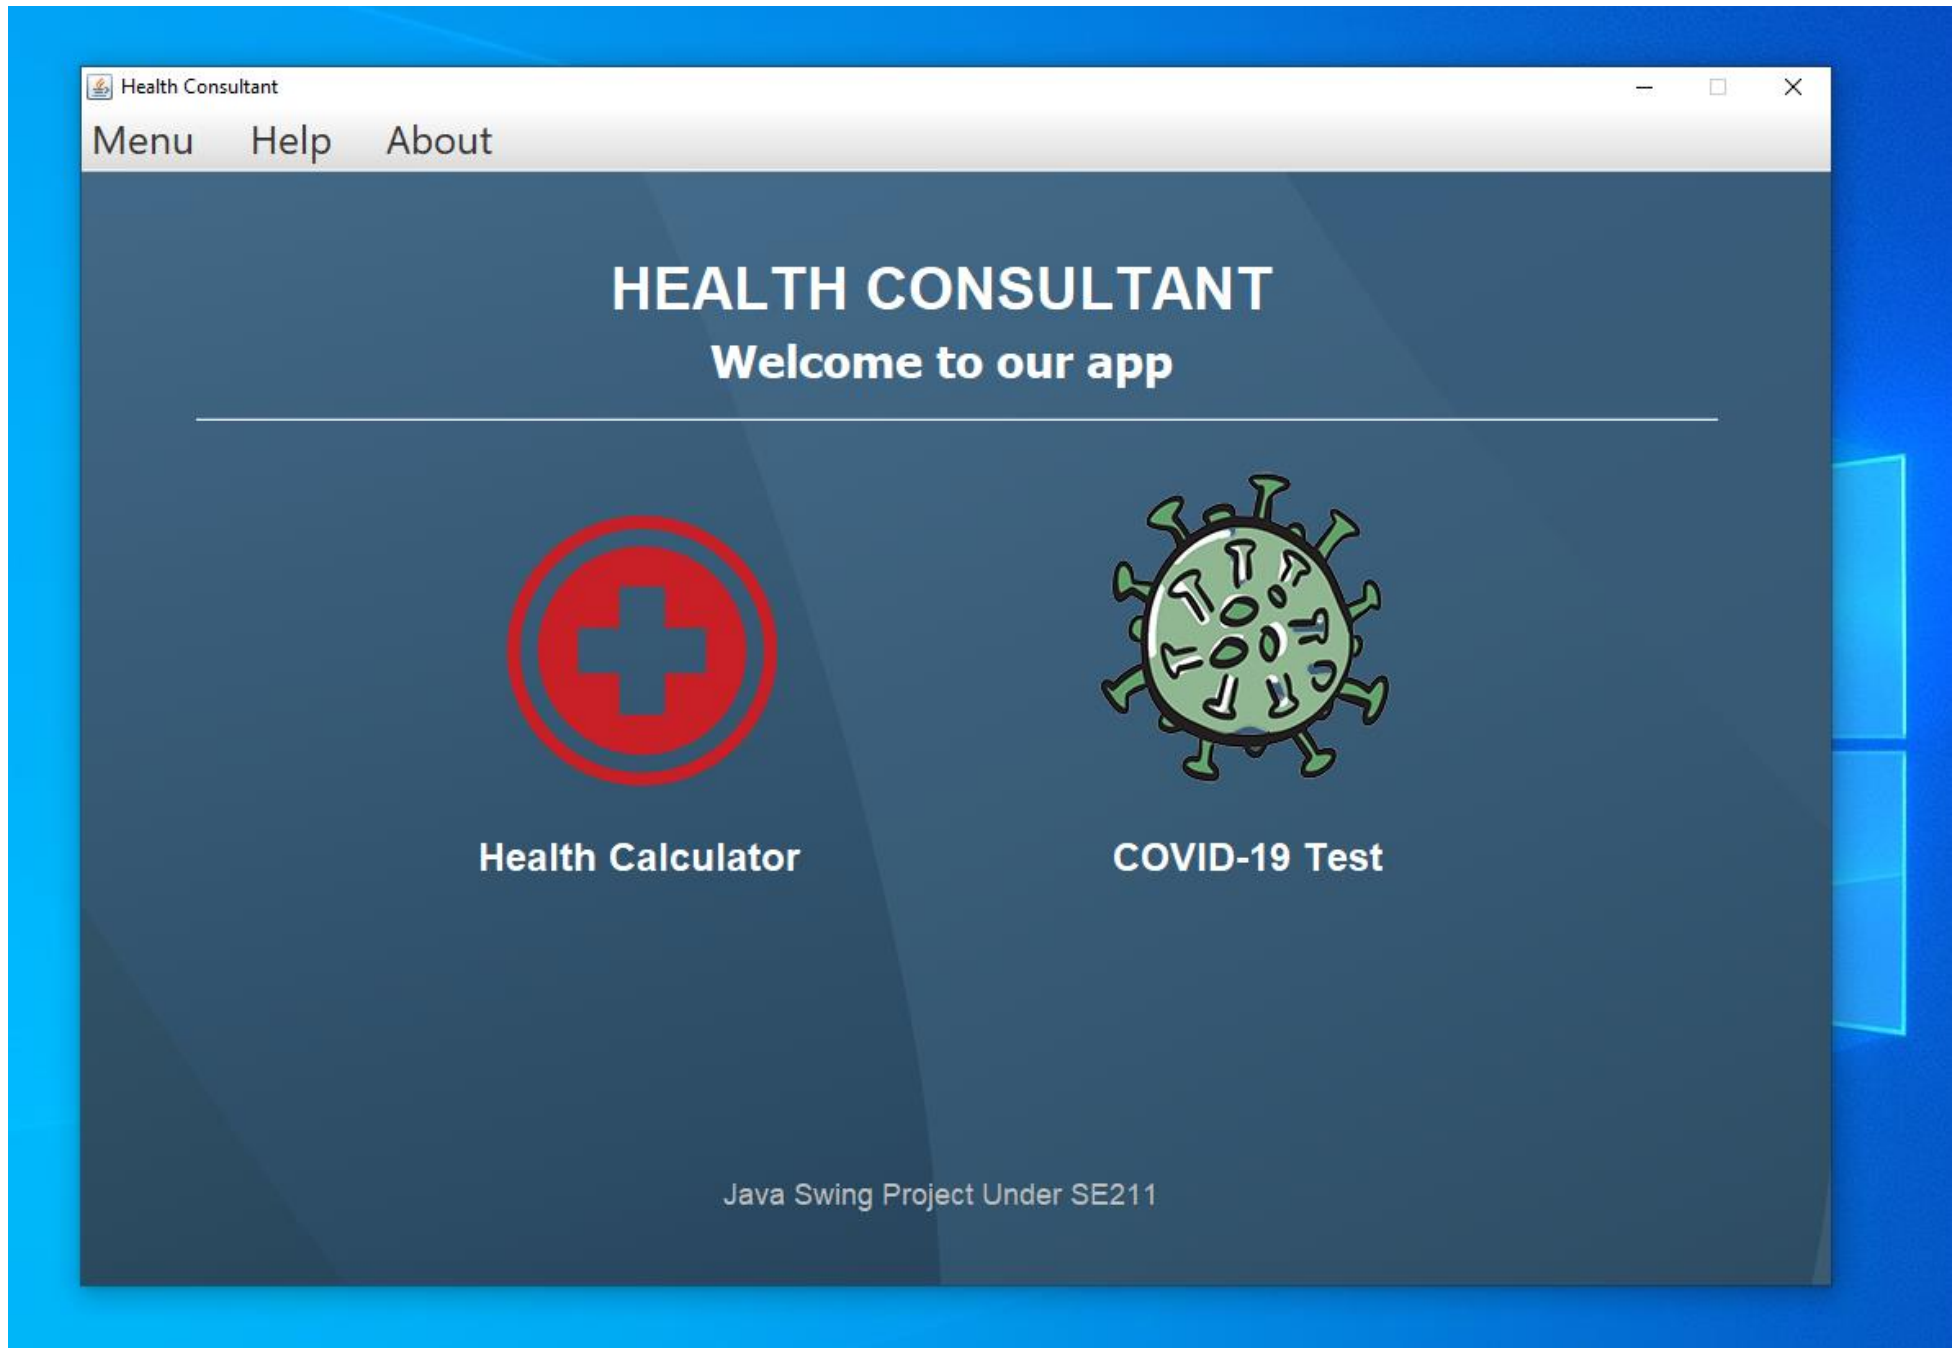 Health Consultant
Menu Help About
HEALTH CONSULTANT
Welcome to our app
Health Calculator COVID-19 Test
Java Swing Project Under SE211